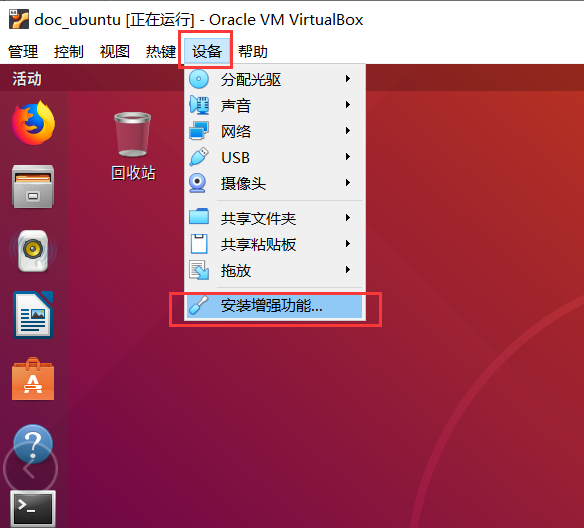 doc_ubuntu [正在运行] - Oracle VM VirtualBox
管理 控制 视图 热键 设备 帮助
活动
回收站
分配光驱
声音
网络
USB
摄像头
共享文件夹
共享粘贴板
拖放
安装增强功能...